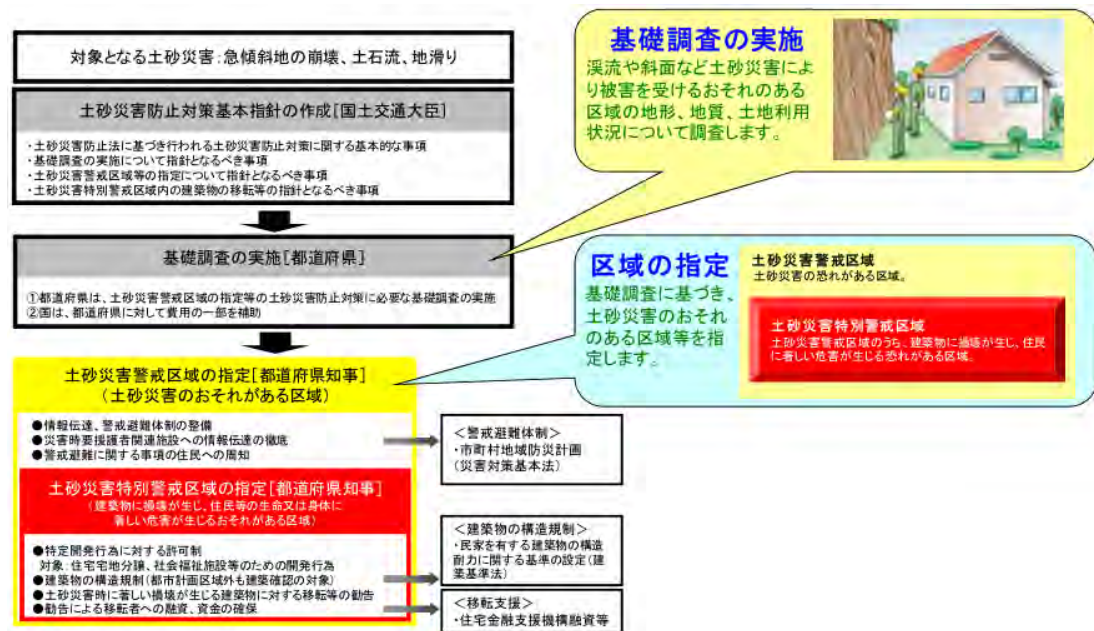 対象となる土砂災害:急傾斜地の崩壊、土石流、地滑り
土砂災害防止対策基本指針の作成[国土交通大臣]
・土砂災害防止法に基づき行われる土砂災害防止対策に関する基本的な事項
・基礎調査の実施について指針となるべき事項
・土砂災害警戒区域等の指定について指針となるべき事項
・土砂災害特別警戒区域内の建築物の移転等の指針となるべき事項
基礎調査の実施[都道府県]
①都道府県は、土砂災害警戒区域の指定等の土砂災害防止対策に必要な基礎調査の実施
②国は、都道府県に対して費用の一部を補助
土砂災害警戒区域の指定[都道府県知事]
(土砂災害のおそれがある区域)
●情報伝達、警戒避難体制の整備
●災害時要援護者関連施設への情報伝達の徹底
●警戒避難に関する事項の住民への周知
土砂災害特別警戒区域の指定[都道府県知事]
(建築物に損壊が生じ、住民等の生命又は身体に
著しい危害が生じるおそれがある区域)
●特定開発行為に対する許可制
対象:住宅宅地分譲、社会福祉施設等のための開発行為
●建築物の構造規制(都市計画区域外も建築確認の対象)
●土砂災害時に著しい損壊が生じる建築物に対する移転等の勧告
●勧告による移転者への融資、資金の確保
基礎調査の実施
渓流や斜面など土砂災害によ
り被害を受けるおそれのある
区域の地形、地質、土地利用
状況について調査します。
区域の指定
基礎調査に基づき、
土砂災害のおそれ
のある区域等を指
定します。
土砂災害警戒区域
土砂災害の恐れがある区域。
土砂災害特別警戒区域
土砂災害警戒区域のうち、建築物に損壊が生じ、住民
に著しい危害が生じる恐れがある区域。
<警戒避難体制>
・市町村地域防災計画
(災害対策基本法)
<建築物の構造規制>
・民家を有する建築物の構造
耐力に関する基準の設定(建
築基準法)
<移転支援>
・住宅金融支援機構融資等